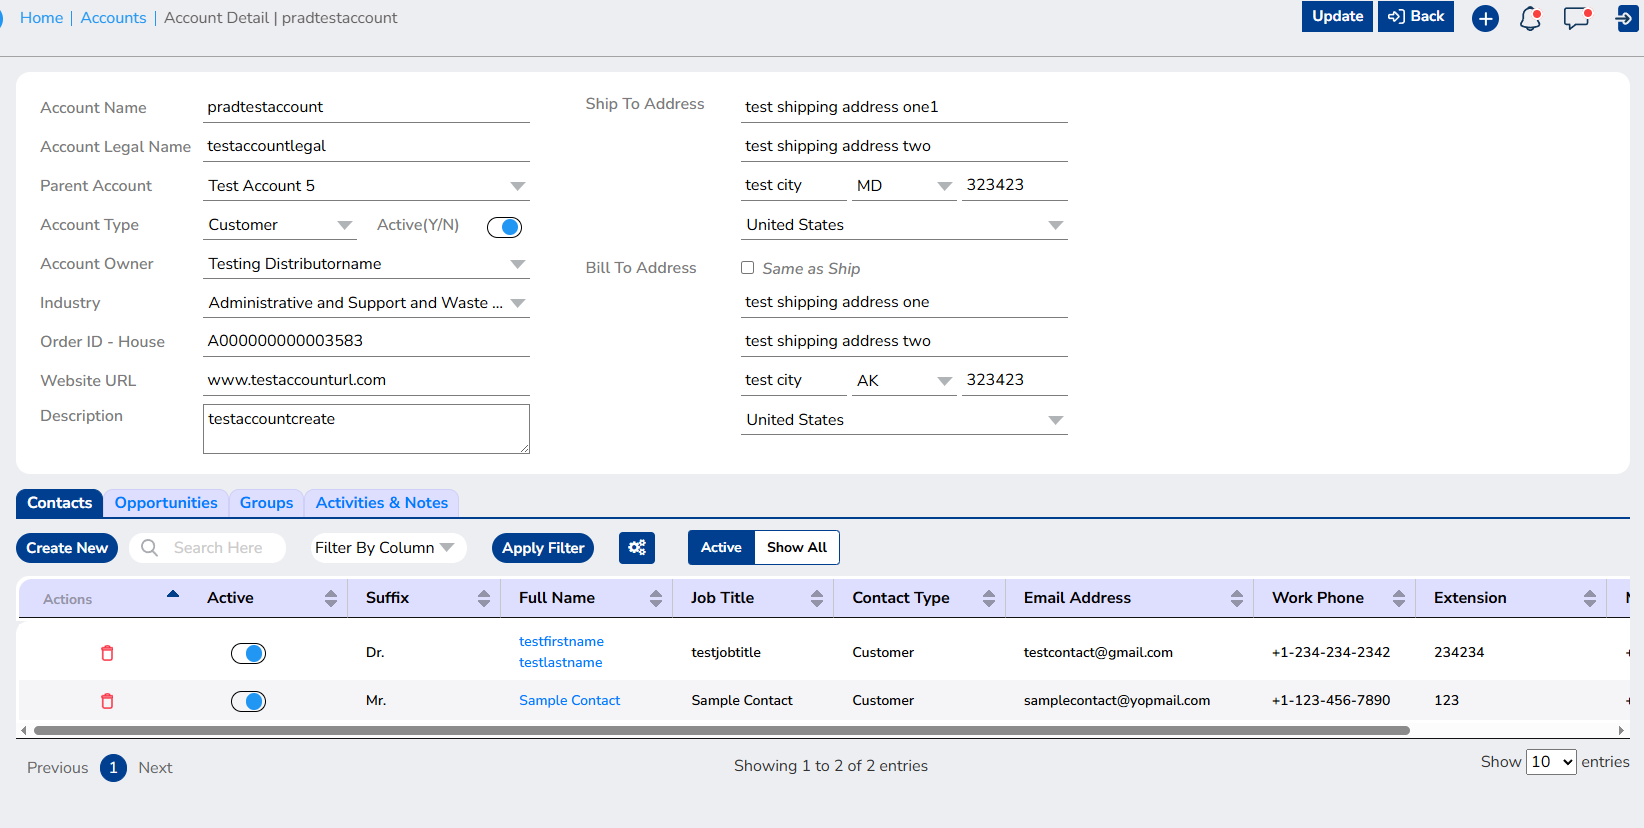 Home | Accounts | Account Detail | pradtestaccount
Update Back
Account Name pradtestaccount
Account Legal Name testaccountlegal
Parent Account Test Account 5
Account Type Customer Active(Y/N)
Account Owner Testing Distributorname
Industry Administrative and Support and Waste ...
Order ID - House A000000000003583
Website URL www.testaccounturl.com
Description testaccountcreate
Ship To Address test shipping address one1
test shipping address two
test city MD 323423
United States
Bill To Address Same as Ship
test shipping address one
test shipping address two
test city AK 323423
United States
Contacts Opportunities Groups Activities & Notes
Create New Search Here Filter By Column Apply Filter Active Show All
Actions Active Suffix Full Name Job Title Contact Type Email Address Work Phone Extension
Dr. testfirstname testjobtitle Customer testcontact@gmail.com +1-234-234-2342 234234 +
testlastname
Mr. Sample Contact Sample Contact Customer samplecontact@yopmail.com +1-123-456-7890 123 +
Previous 1 Next Showing 1 to 2 of 2 entries Show 10 entries